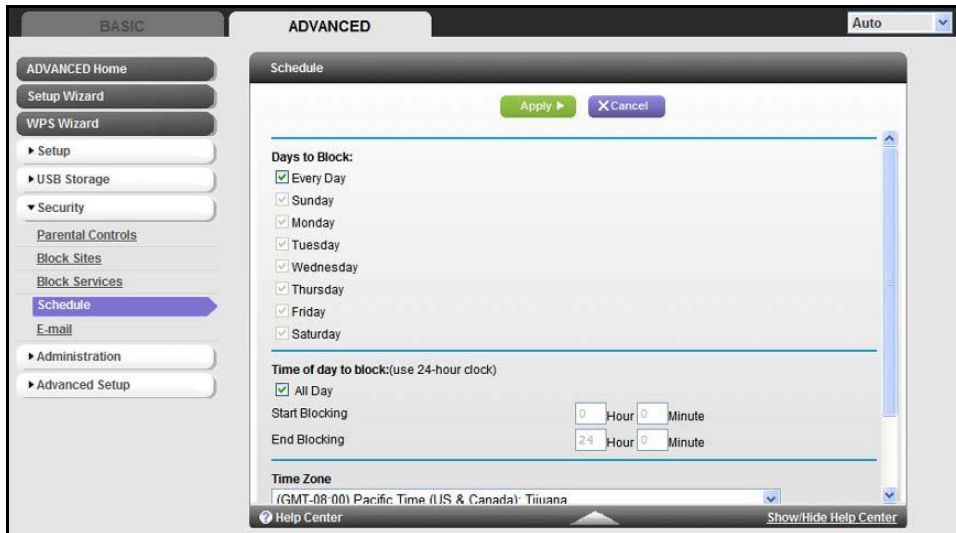 BASIC
ADVANCED
Auto
ADVANCED Home
Setup Wizard
WPS Wizard
Setup
USB Storage
Security
Parental Controls
Block Sites
Block Services
Schedule
E-mail
Administration
Advanced Setup
Schedule
Apply
Cancel
Days to Block:
Every Day
Sunday
Monday
Tuesday
Wednesday
Thursday
Friday
Saturday
Time of day to block:(use 24-hour clock)
All Day
Start Blocking 0 Hour 0 Minute
End Blocking 24 Hour 0 Minute
Time Zone
(GMT-08:00) Pacific Time (US & Canada); Tijuana
Help Center
Show/Hide Help Center